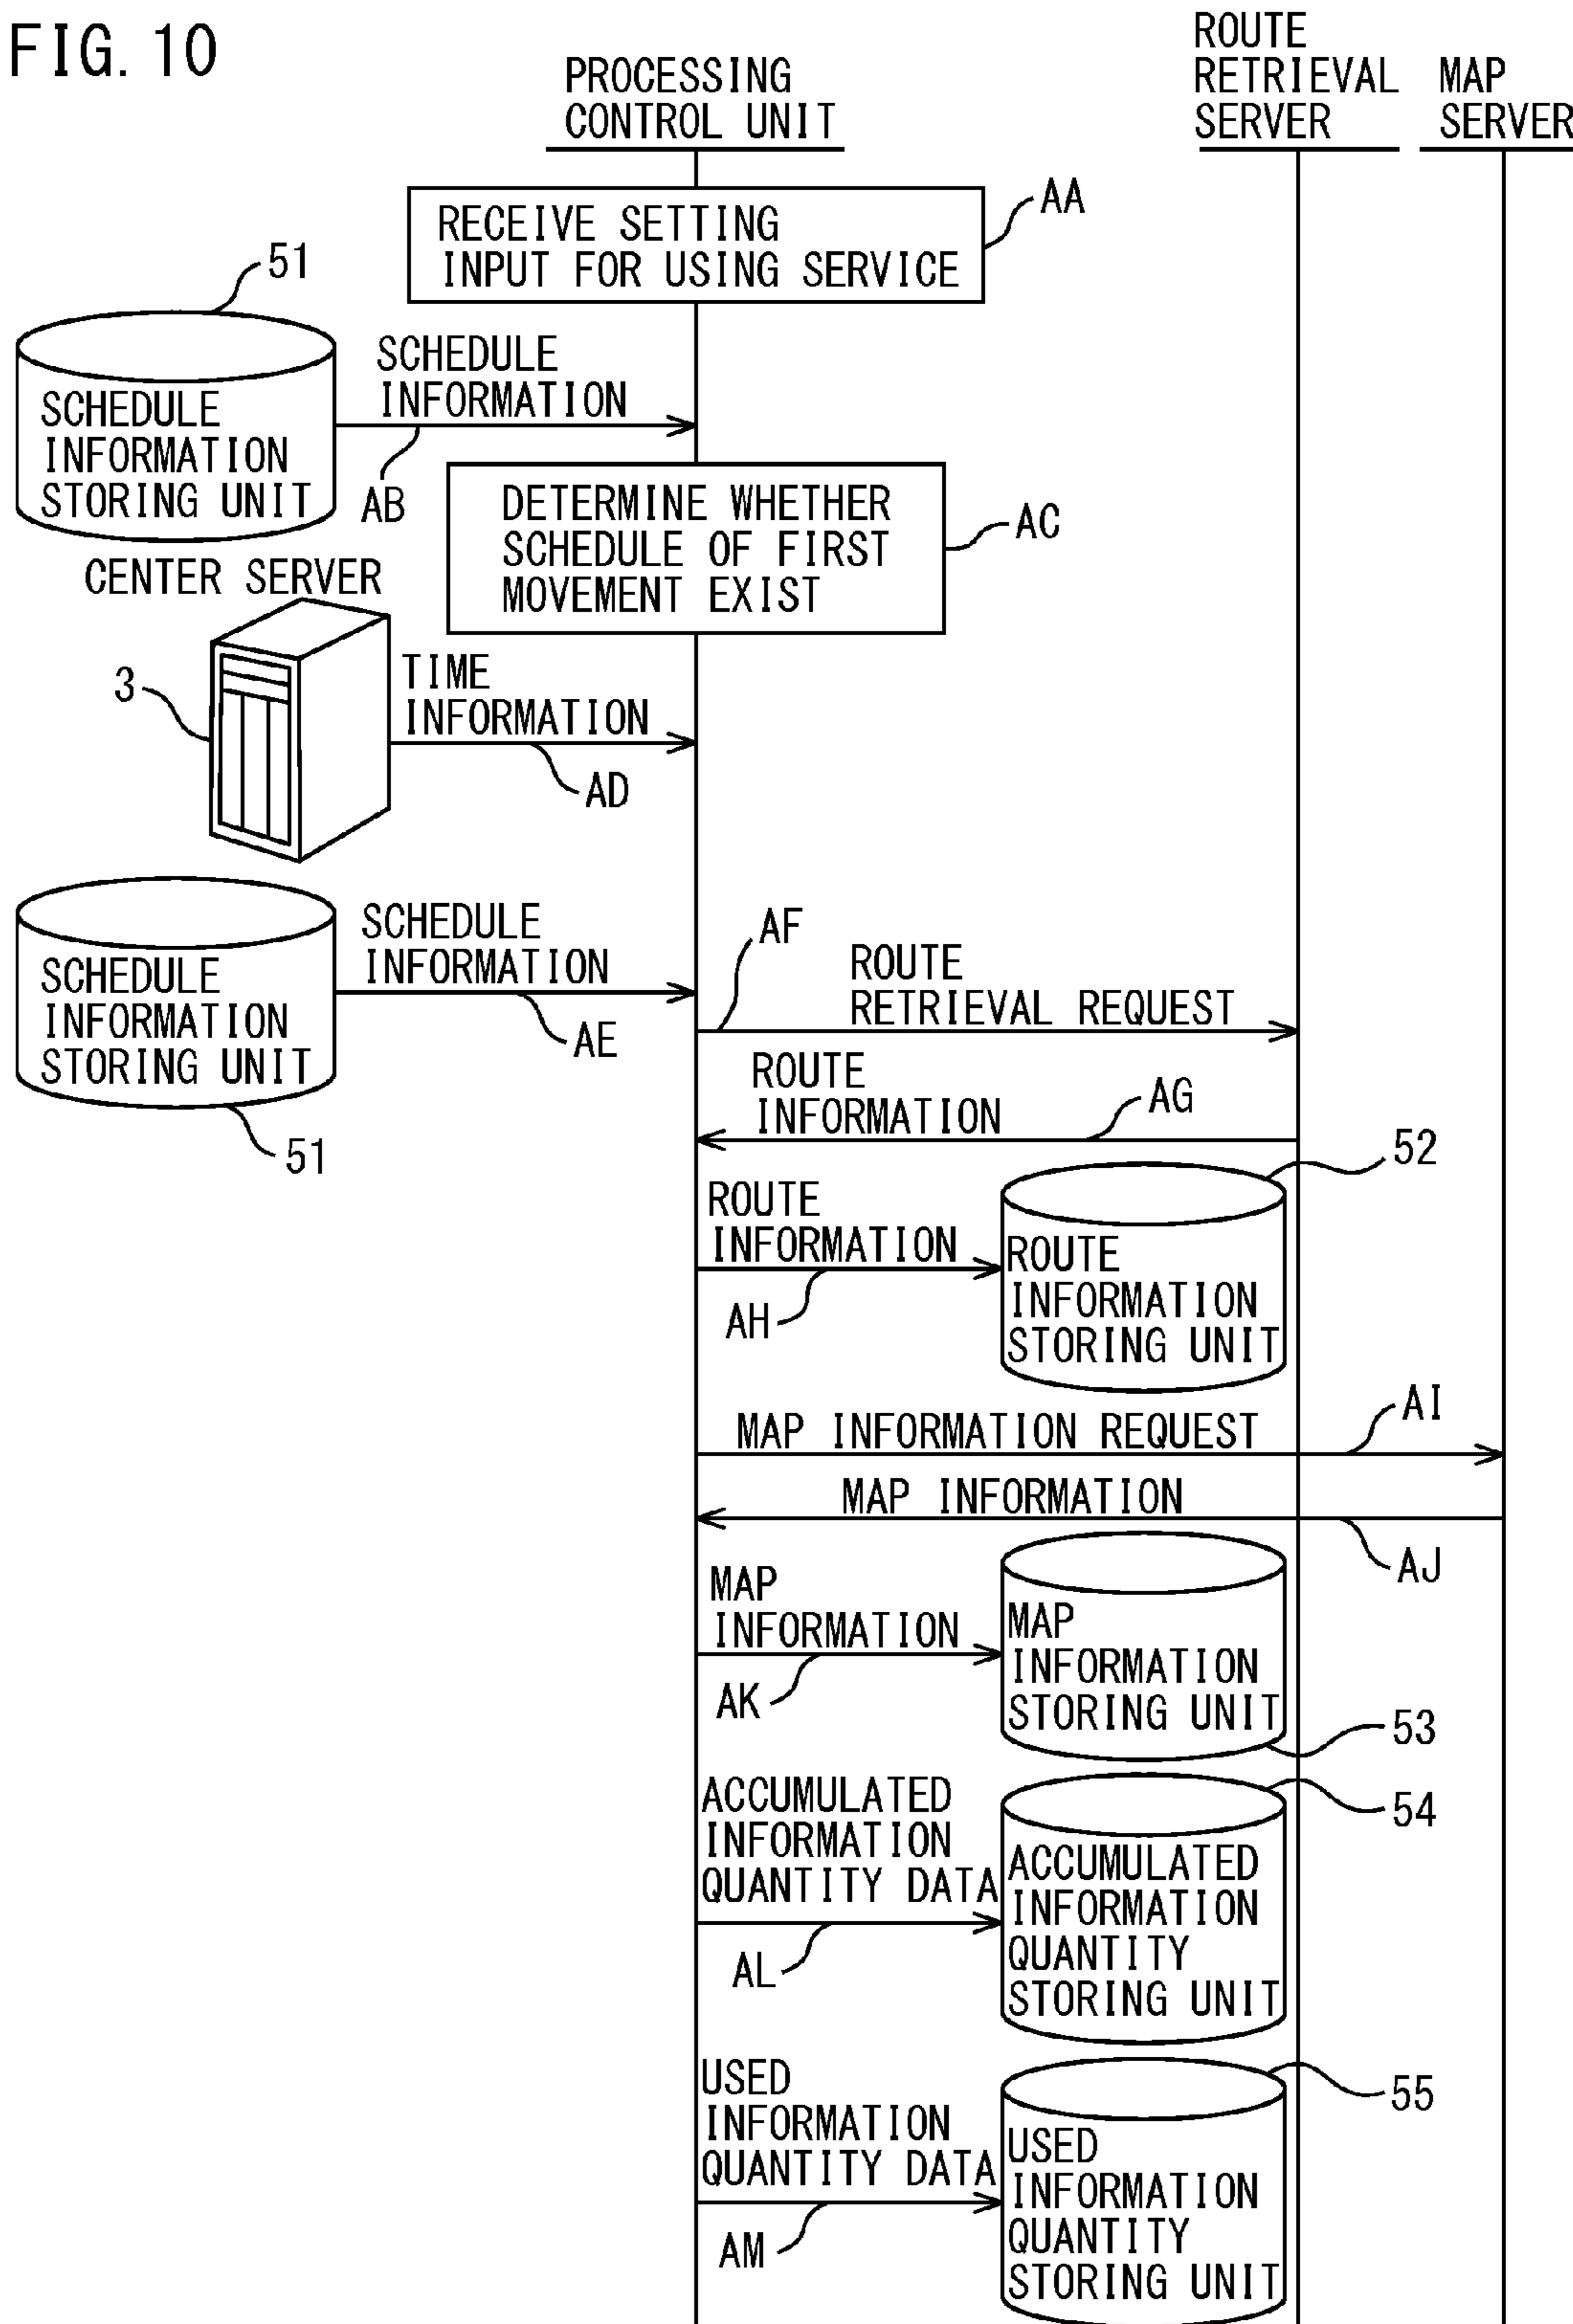 FIG. 10
PROCESSING
CONTROL UNIT
ROUTE
RETRIEVAL
SERVER
MAP
SERVER
RECEIVE SETTING
INPUT FOR USING SERVICE
AA
51
SCHEDULE
INFORMATION
STORING UNIT
SCHEDULE
INFORMATION
AB
DETERMINE WHETHER
SCHEDULE OF FIRST
MOVEMENT EXIST
AC
CENTER SERVER
3
TIME
INFORMATION
AD
SCHEDULE
INFORMATION
STORING UNIT
51
SCHEDULE
INFORMATION
AE
AF
ROUTE
RETRIEVAL REQUEST
ROUTE
INFORMATION
AG
52
ROUTE
INFORMATION
AH
ROUTE
INFORMATION
STORING UNIT
MAP INFORMATION REQUEST
AI
MAP INFORMATION
AJ
MAP
INFORMATION
AK
MAP
INFORMATION
STORING UNIT
53
ACCUMULATED
INFORMATION
QUANTITY DATA
AL
54
ACCUMULATED
INFORMATION
QUANTITY
STORING UNIT
USED
INFORMATION
QUANTITY DATA
AM
55
USED
INFORMATION
QUANTITY
STORING UNIT